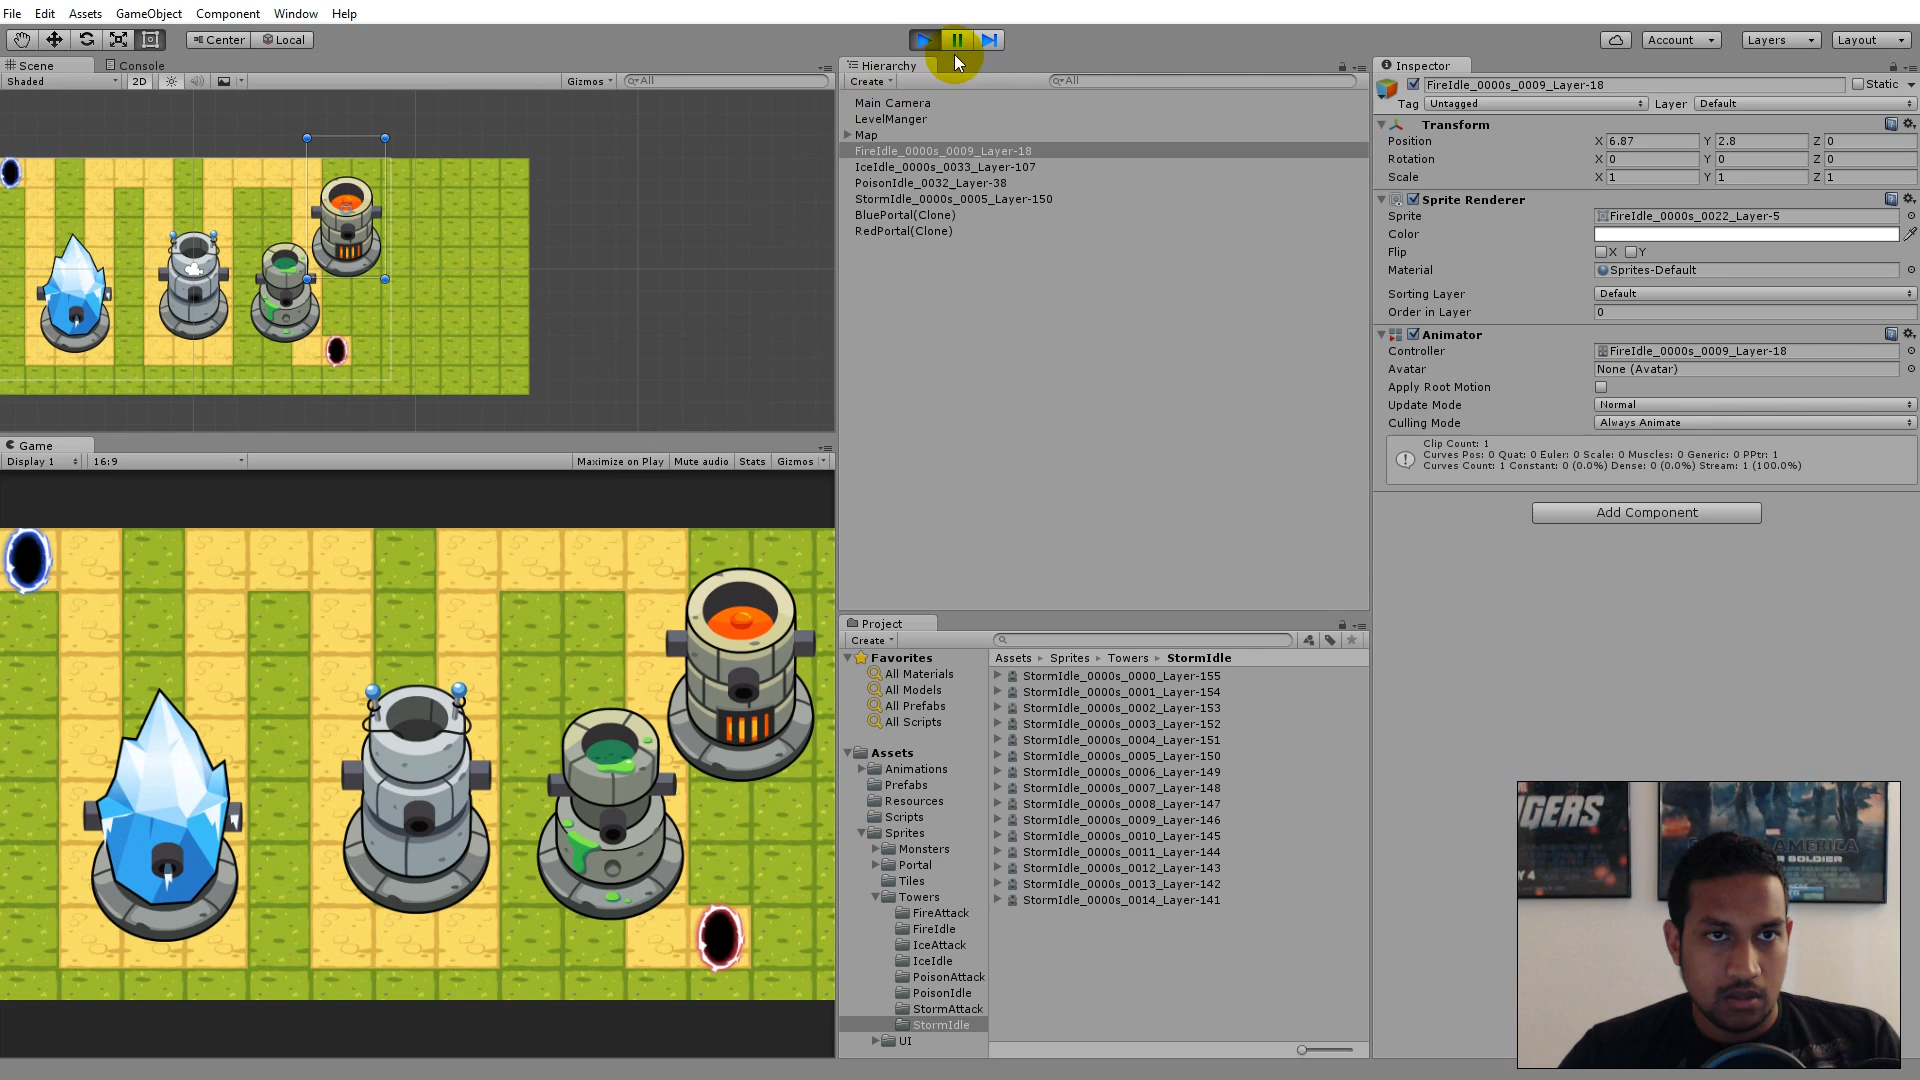 File Edit Assets GameObject Component Window Help
Center Local
Account Layers Layout
Scene Console
Shaded 2D Gizmos All
Hierarchy
Create All
Main Camera
LevelManger
Map
FireIdle_0000s_0009_Layer-18
IceIdle_0000s_0033_Layer-107
PoisonIdle_0032_Layer-38
StormIdle_0000s_0005_Layer-150
BluePortal(Clone)
RedPortal(Clone)
Inspector
FireIdle_0000s_0009_Layer-18 Static
Tag Untagged Layer Default
Transform
Position X 6.87 Y 2.8 Z 0
Rotation X 0 Y 0 Z 0
Scale X 1 Y 1 Z 1
Sprite Renderer
Sprite FireIdle_0000s_0022_Layer-5
Color
Flip X Y
Material Sprites-Default
Sorting Layer Default
Order in Layer 0
Animator
Controller FireIdle_0000s_0009_Layer-18
Avatar None (Avatar)
Apply Root Motion
Update Mode Normal
Culling Mode Always Animate
Clip Count: 1
Curves Pos: 0 Quat: 0 Euler: 0 Scale: 0 Muscles: 0 Generic: 0 PPtr: 1
Curves Count: 1 Constant: 0 (0.0%) Dense: 0 (0.0%) Stream: 1 (100.0%)
Add Component
Game
Display 1 16:9 Maximize on Play Mute audio Stats Gizmos
Project
Create
Favorites
All Materials
All Models
All Prefabs
All Scripts
Assets
Animations
Prefabs
Resources
Scripts
Sprites
Monsters
Portal
Tiles
Towers
FireAttack
FireIdle
IceAttack
IceIdle
PoisonAttack
PoisonIdle
StormAttack
StormIdle
UI
Assets Sprites Towers StormIdle
StormIdle_0000s_0000_Layer-155
StormIdle_0000s_0001_Layer-154
StormIdle_0000s_0002_Layer-153
StormIdle_0000s_0003_Layer-152
StormIdle_0000s_0004_Layer-151
StormIdle_0000s_0005_Layer-150
StormIdle_0000s_0006_Layer-149
StormIdle_0000s_0007_Layer-148
StormIdle_0000s_0008_Layer-147
StormIdle_0000s_0009_Layer-146
StormIdle_0000s_0010_Layer-145
StormIdle_0000s_0011_Layer-144
StormIdle_0000s_0012_Layer-143
StormIdle_0000s_0013_Layer-142
StormIdle_0000s_0014_Layer-141